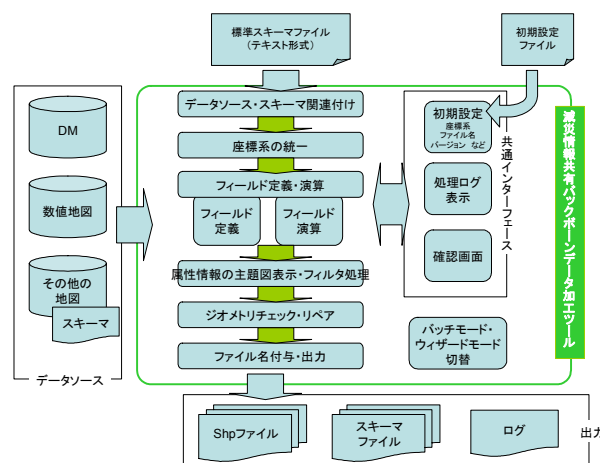 標準スキーマファイル
（テキスト形式）
初期設定
ファイル
DM
数値地図
その他の
地図
スキーマ
データソース
データソース・スキーマ関連付け
座標系の統一
フィールド定義・演算
フィールド
定義
フィールド
演算
属性情報の主題図表示・フィルタ処理
ジオメトリチェック・リペア
ファイル名付与・出力
初期設定
座標系
ファイル名
バージョン など
処理ログ
表示
確認画面
共通インターフェース
バッチモード・
ウィザードモード
切替
減災情報共有バックボーンデータ加工ツール
Shpファイル
スキーマ
ファイル
ログ
出力